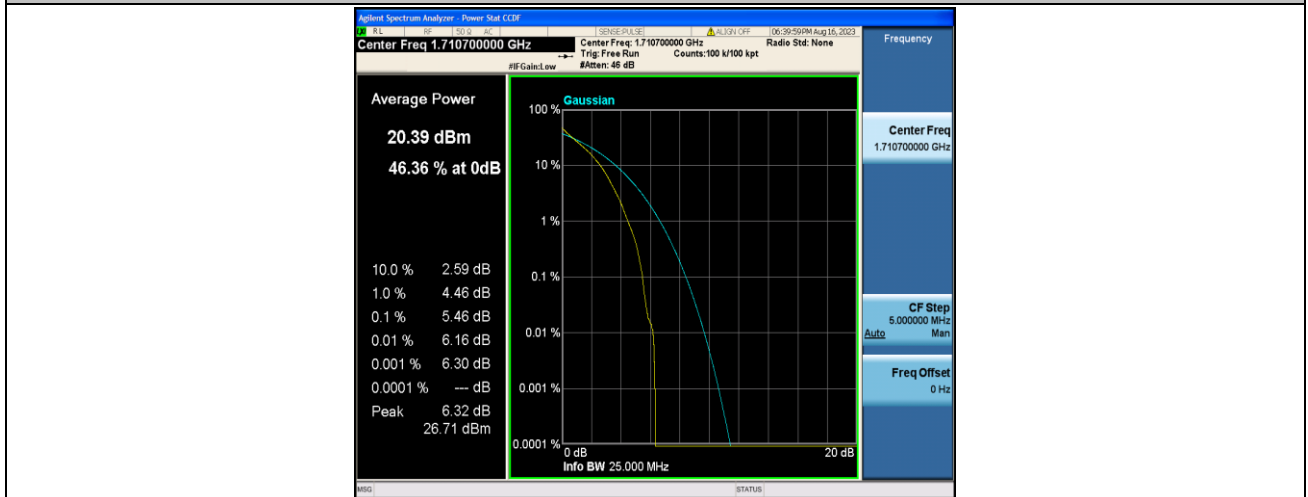 Agilent Spectrum Analyzer - Power Stat CCDF
RL RF 50 Ω AC SENSE:PULSE ALIGN OFF 06:39:59PM Aug 16, 2023
Center Freq 1.710700000 GHz
Center Freq: 1.710700000 GHz Radio Std: None
Trig: Free Run Counts:100 k/100 kpt
#IFGain:Low #Atten: 46 dB
Frequency
Average Power
20.39 dBm
46.36 % at 0dB
10.0 % 2.59 dB
1.0 % 4.46 dB
0.1 % 5.46 dB
0.01 % 6.16 dB
0.001 % 6.30 dB
0.0001 % --- dB
Peak 6.32 dB
26.71 dBm
Gaussian
100 %
10 %
1 %
0.1 %
0.01 %
0.001 %
0.0001 %
0 dB 20 dB
Info BW 25.000 MHz
Center Freq
1.710700000 GHz
CF Step
5.000000 MHz
Auto Man
Freq Offset
0 Hz
MSG STATUS